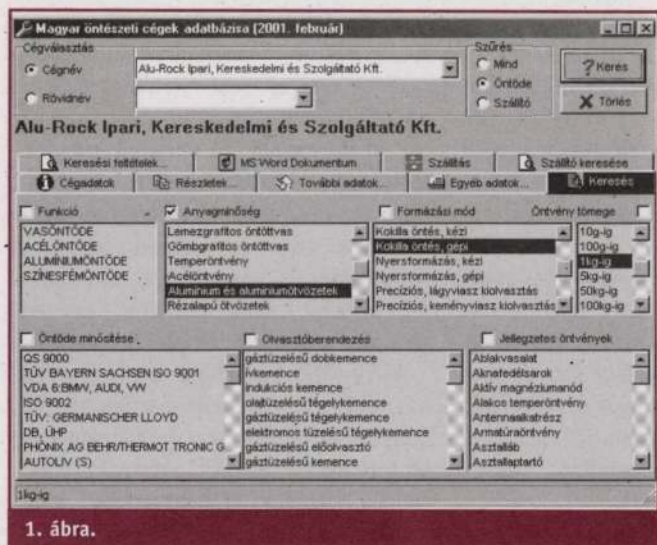 Magyar öntészeti cégek adatbázisa (2001. február)
Cégválasztás
Szűrés
Cégnév
Alu-Rock Ipari, Kereskedelmi és Szolgáltató Kft.
Mind
Keres
Rövidnév
Öntöde
Szállító
Törlés
Alu-Rock Ipari, Kereskedelmi és Szolgáltató Kft.
Keresési feltételek...
MS Word Dokumentum
Szállítás
Szállító keresése
Cégadatok
Részletek...
További adatok...
Egyéb adatok...
Keresés
Funkció
Anyagminőség
Formázási mód
Öntvény tömege
VASÖNTÖDE
ACÉLÖNTÖDE
ALUMÍNIUMÖNTÖDE
SZÍNESFÉMÖNTÖDE
Lemezgrafitos öntöttvas
Gömbgrafitos öntöttvas
Temperöntvény
Acélöntvény
Alumínium és alumíniumötvözetek
Rézalapú ötvözetek
Kokilla öntés, kézi
Kokilla öntés, gépi
Nyersformázás, kézi
Nyersformázás, gépi
Precíziós, lágyviasz kiolvasztás
Precíziós, keményviasz kiolvasztás
10g-ig
100g-ig
1kg-ig
5kg-ig
50kg-ig
100kg-ig
Öntöde minősítése
Olvasztóberendezés
Jellegzetes öntvények
QS 9000
TÜV BAYERN SACHSEN ISO 9001
VDA 6:BMW, AUDI, VW
ISO 9002
TÜV: GERMANISCHER LLOYD
DB, ÜHP
PHÖNIX AG BEHR/THERMOT TRONIC G
AUTOLIV (S)
gáztüzelésű dobkemence
ívkemence
indukciós kemence
olajtüzelésű tégelykemence
gáztüzelésű tégelykemence
elektromos tüzelésű tégelykemence
gáztüzelésű előolvasztó
gáztüzelésű kemence
Ablakvasalat
Aknafedélsarok
Aktív magnéziumanód
Alakos temperöntvény
Antennaalkatrész
Armatúraöntvény
Asztalláb
Asztallaptartó
1kg-ig
1. ábra.